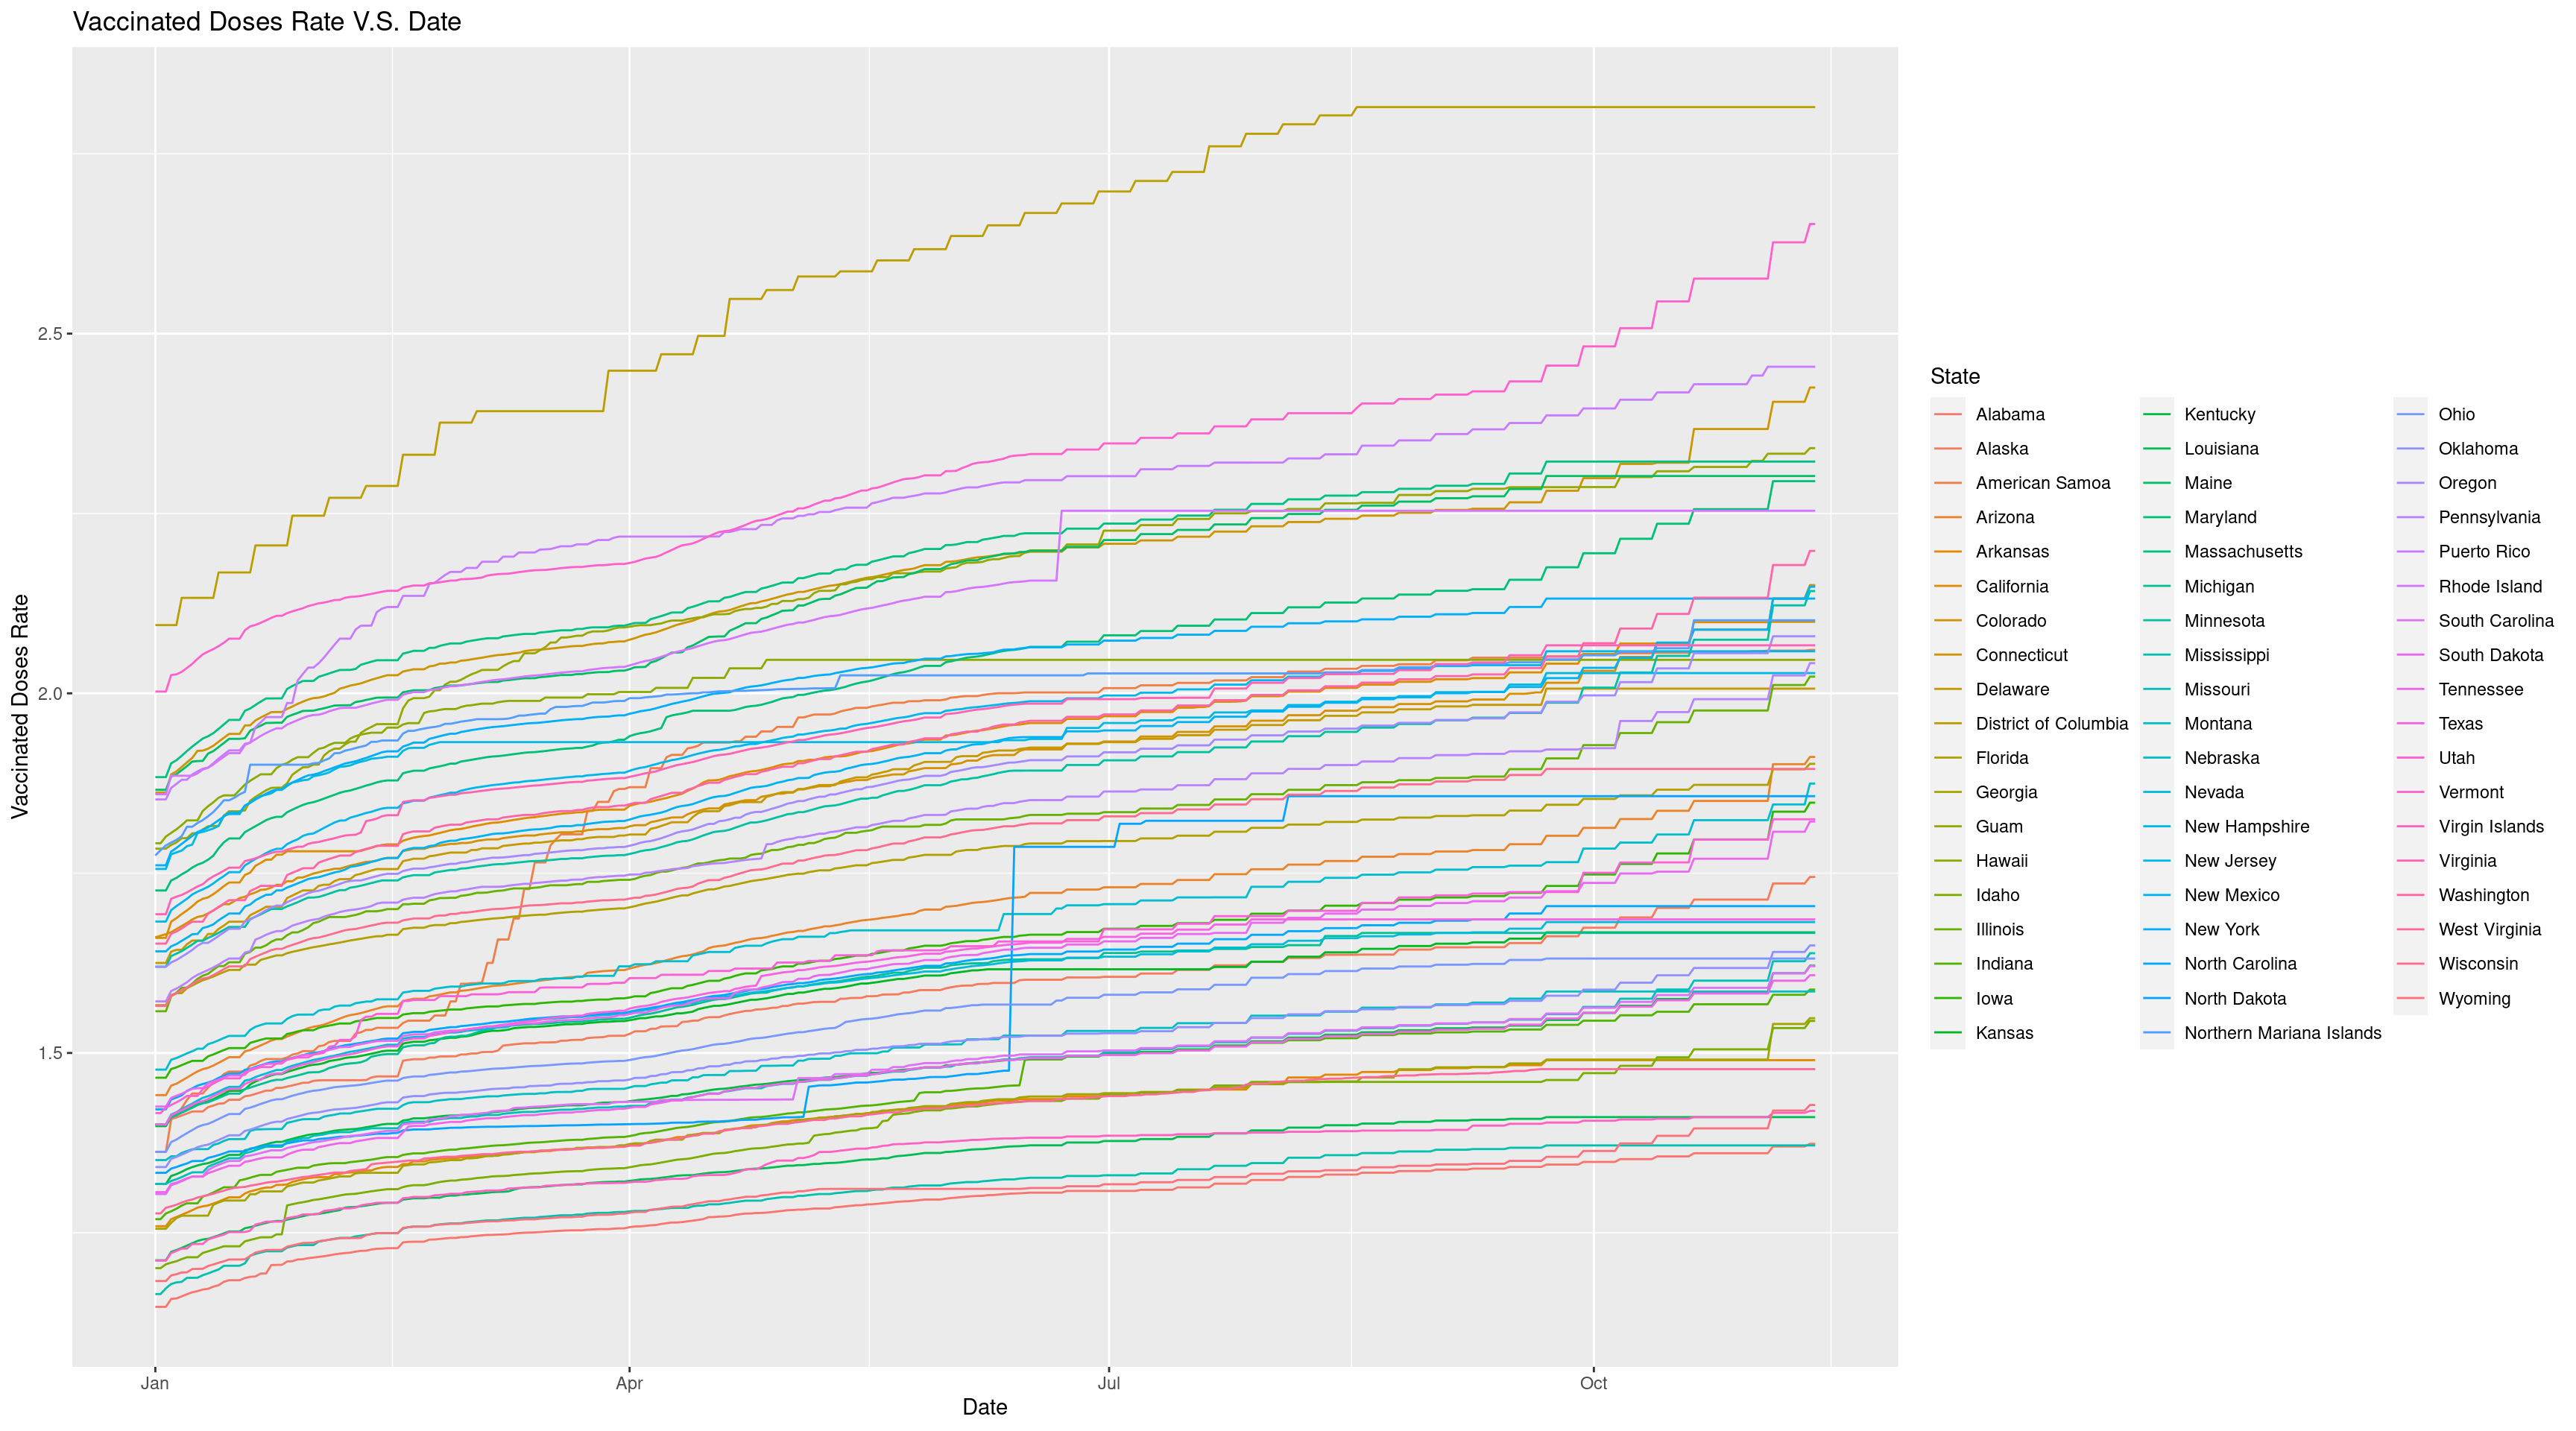 Vaccinated Doses Rate V.S. Date
Vaccinated Doses Rate
2.5
2.0
1.5
Jan
Apr
Jul
Oct
Date
State
Alabama
Alaska
American Samoa
Arizona
Arkansas
California
Colorado
Connecticut
Delaware
District of Columbia
Florida
Georgia
Guam
Hawaii
Idaho
Illinois
Indiana
Iowa
Kansas
Kentucky
Louisiana
Maine
Maryland
Massachusetts
Michigan
Minnesota
Mississippi
Missouri
Montana
Nebraska
Nevada
New Hampshire
New Jersey
New Mexico
New York
North Carolina
North Dakota
Northern Mariana Islands
Ohio
Oklahoma
Oregon
Pennsylvania
Puerto Rico
Rhode Island
South Carolina
South Dakota
Tennessee
Texas
Utah
Vermont
Virgin Islands
Virginia
Washington
West Virginia
Wisconsin
Wyoming